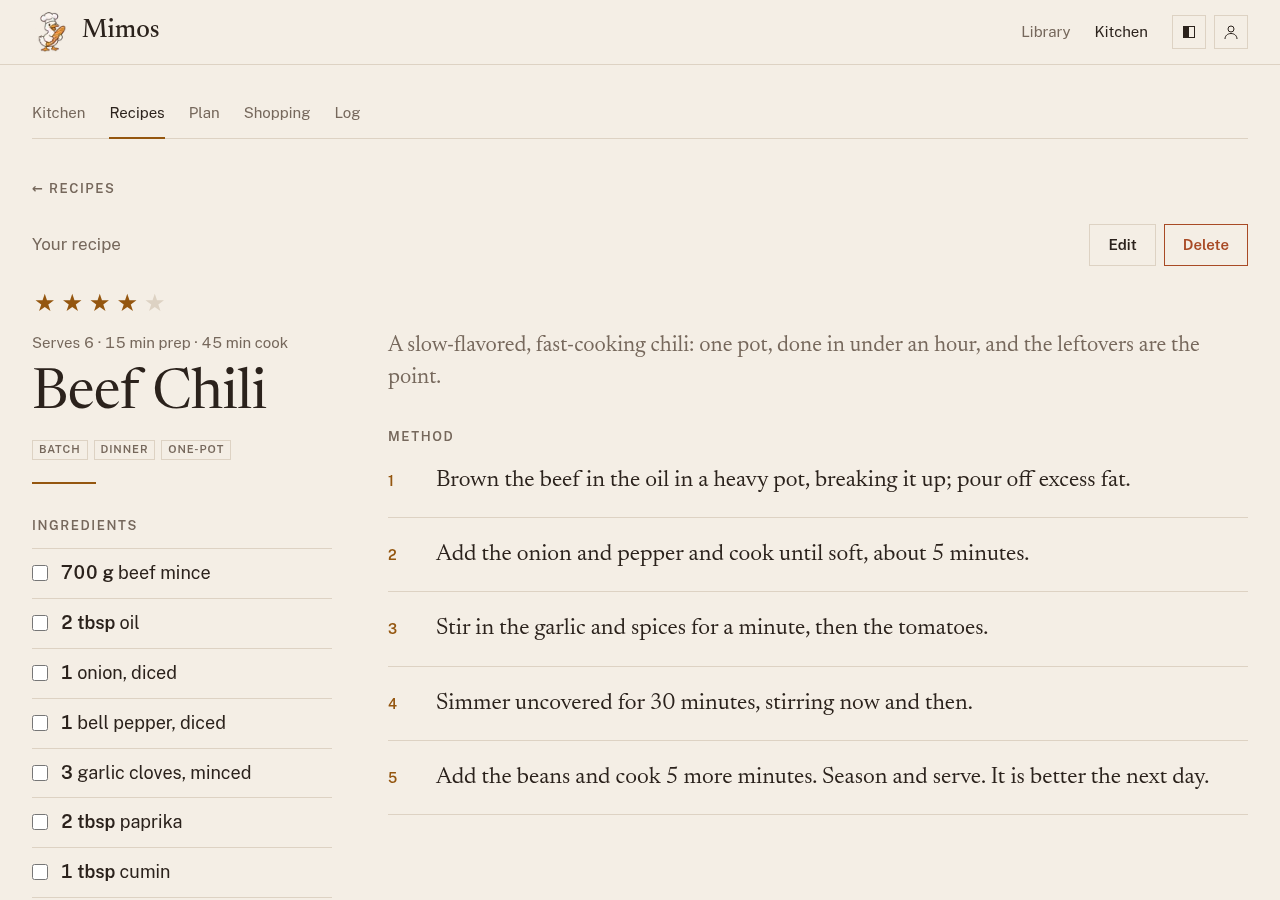 Mimos
Library
Kitchen
Kitchen
Recipes
Plan
Shopping
Log
← RECIPES
Your recipe
Edit
Delete
★ ★ ★ ★ ★
Serves 6 · 15 min prep · 45 min cook
Beef Chili
BATCH
DINNER
ONE-POT
INGREDIENTS
700 g beef mince
2 tbsp oil
1 onion, diced
1 bell pepper, diced
3 garlic cloves, minced
2 tbsp paprika
1 tbsp cumin
A slow-flavored, fast-cooking chili: one pot, done in under an hour, and the leftovers are the
point.
METHOD
1 Brown the beef in the oil in a heavy pot, breaking it up; pour off excess fat.
2 Add the onion and pepper and cook until soft, about 5 minutes.
3 Stir in the garlic and spices for a minute, then the tomatoes.
4 Simmer uncovered for 30 minutes, stirring now and then.
5 Add the beans and cook 5 more minutes. Season and serve. It is better the next day.